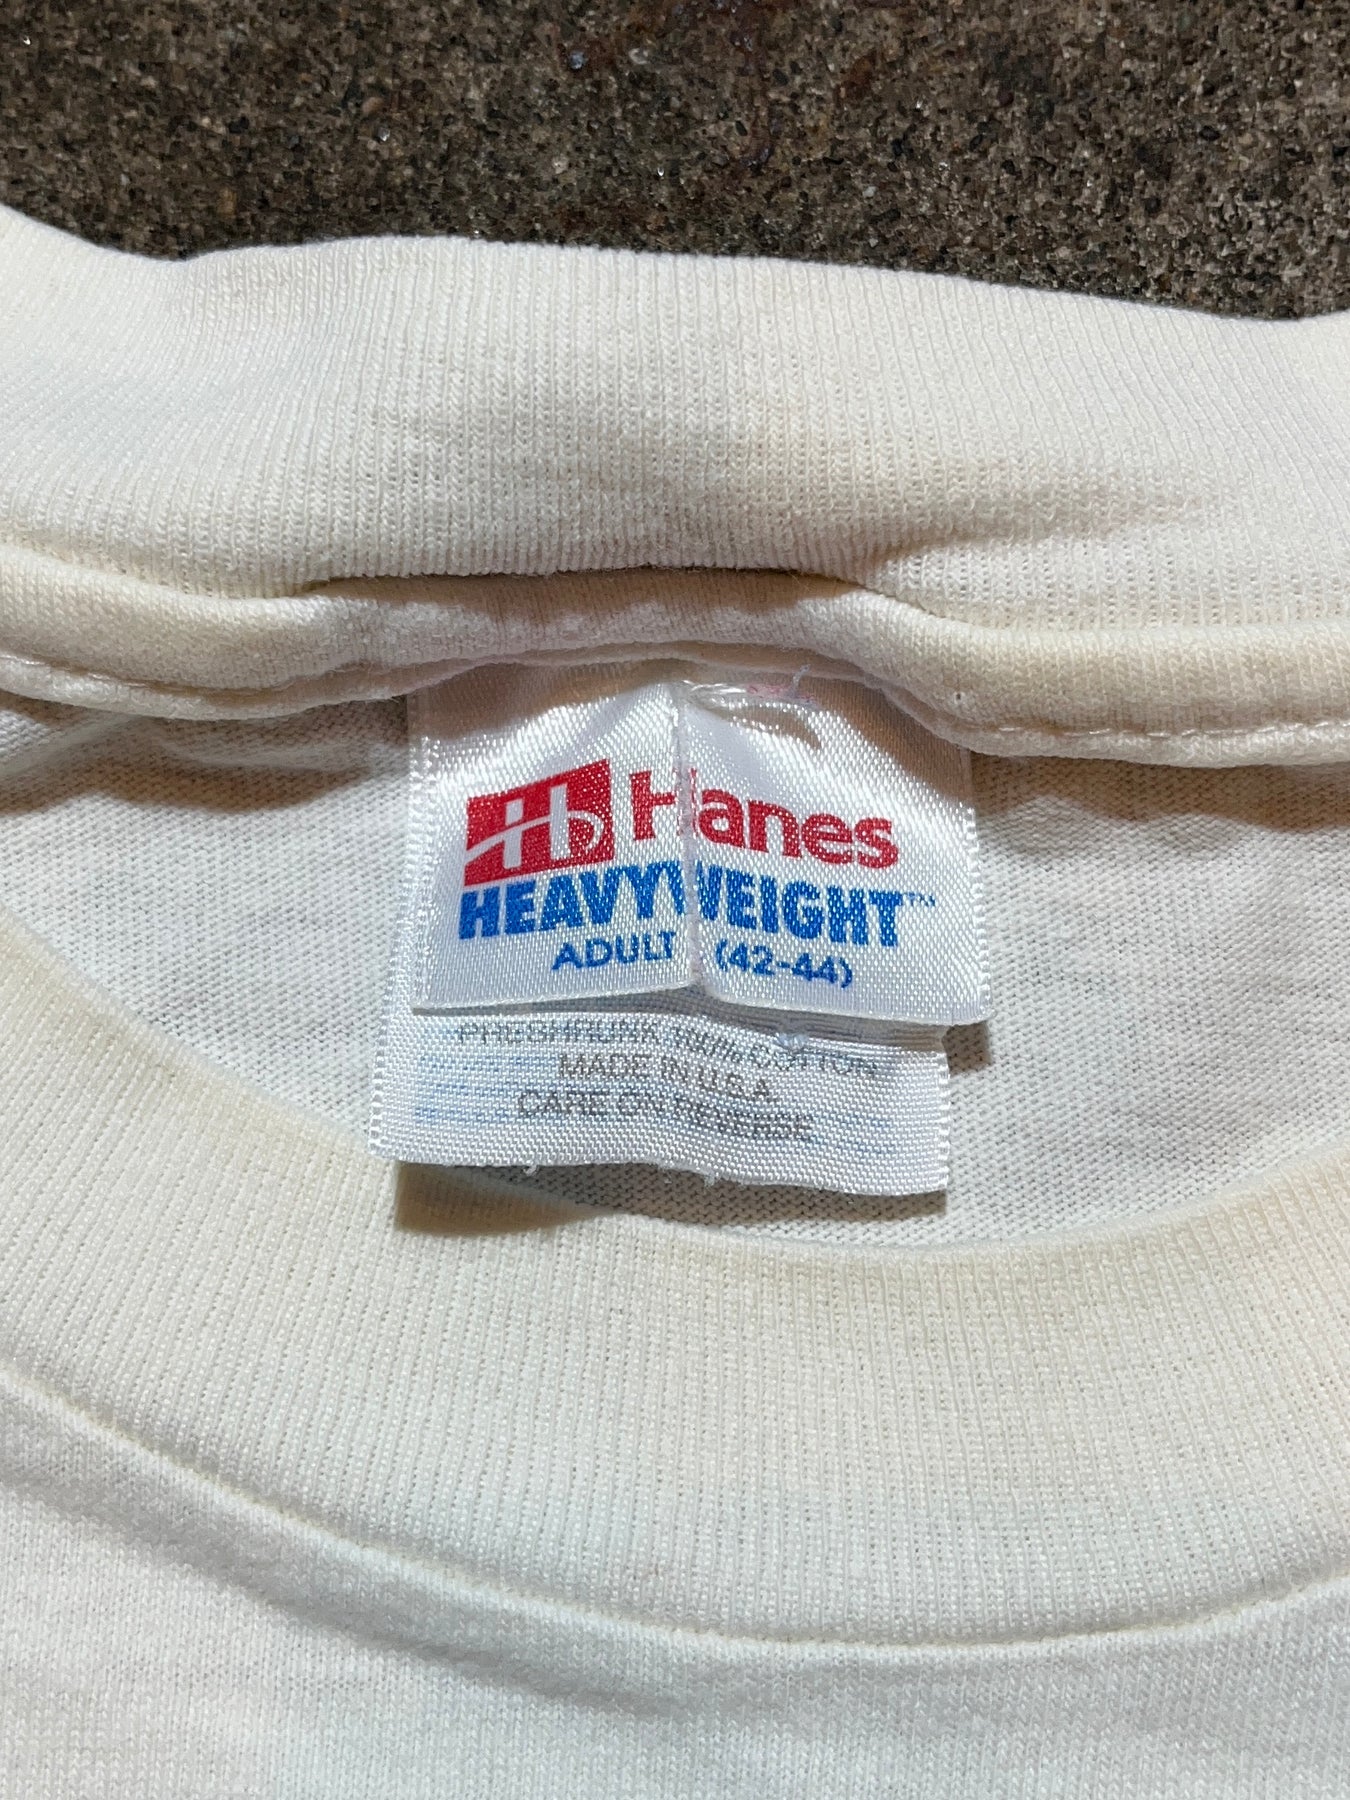 Hanes
HEAVYWEIGHT™
ADULT (42-44)
PRESHRUNK 100% COTTON
MADE IN U.S.A.
CARE ON REVERSE